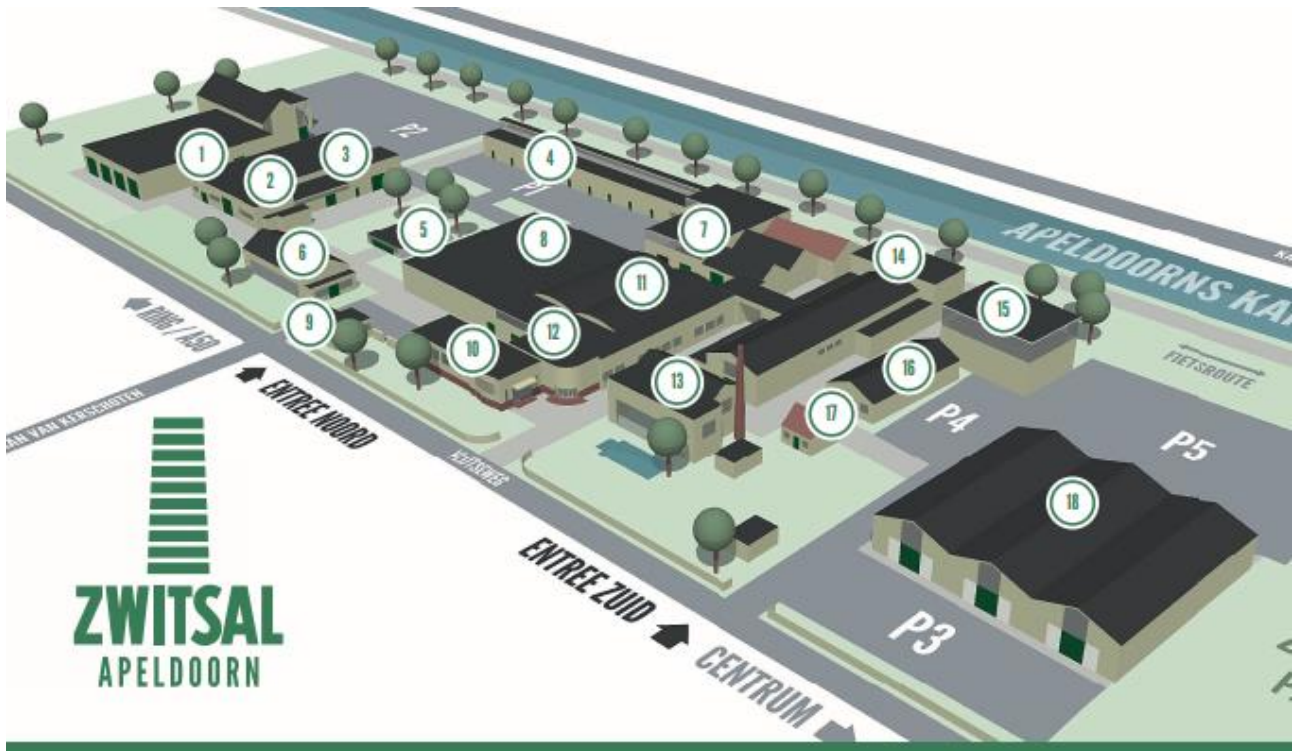 P2
1
3
2
4
P1
5
7
8
6
14
11
APELDOORNS KA
15
9
12
10
RING / A50
FIETSROUTE
13
16
17
P4
P5
ENTREE NOORD
AN VAN KERSCHOTEN
18
ENTREE ZUID
P3
CENTRUM
ZWITSAL
APELDOORN